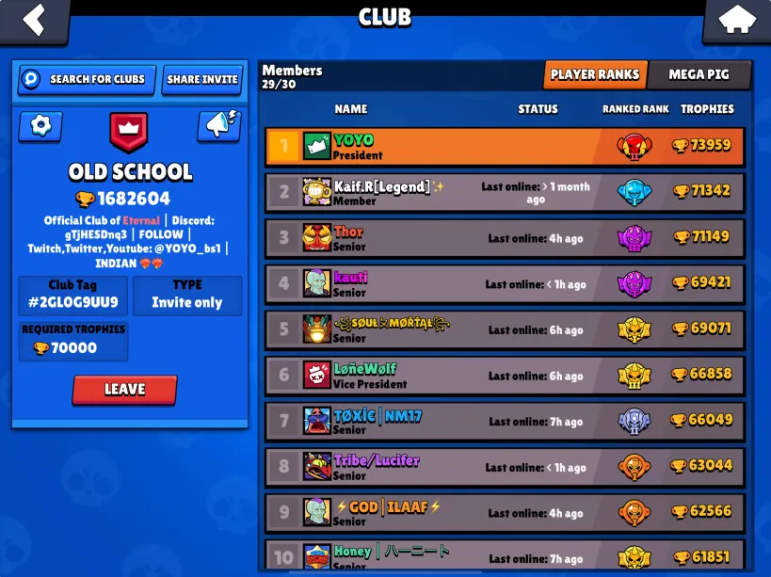 CLUB
SEARCH FOR CLUBS
SHARE INVITE
OLD SCHOOL
1682604
Official Club of Eternal | Discord:
gTjHESDnq3 | FOLLOW |
Twitch,Twitter,Youtube: @YOYO_bs1 |
INDIAN
Club Tag
#2GLOG9UU9
TYPE
Invite only
REQUIRED TROPHIES
70000
LEAVE
Members
29/30
PLAYER RANKS
MEGA PIG
NAME STATUS RANKED RANK TROPHIES
1 YOYO 73959
President
2 Kaif.R[Legend]✨ Last online: > 1 month ago 71342
Member
3 Thor Last online: 4h ago 71149
Senior
4 kauti Last online: < 1h ago 69421
Senior
5 ꧁SØUL⚔MØRTAL꧂ Last online: 6h ago 69071
Senior
6 LøñeWølf Last online: 6h ago 66858
Vice President
7 TØXİЄ|NM17 Last online: 7h ago 66049
Senior
8 Tribe/Lucifer Last online: < 1h ago 63044
Senior
9 ⚡GOD|ILAAF⚡ Last online: 4h ago 62566
Senior
10 Honey | ハーニート Last online: 7h ago 61851
Senior